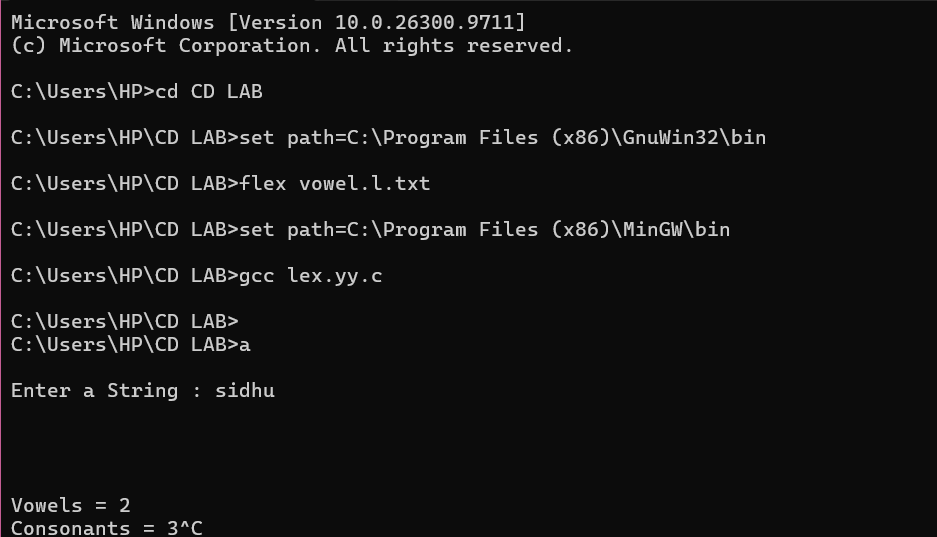 Microsoft Windows [Version 10.0.26300.9711]
(c) Microsoft Corporation. All rights reserved.
C:\Users\HP>cd CD LAB
C:\Users\HP\CD LAB>set path=C:\Program Files (x86)\GnuWin32\bin
C:\Users\HP\CD LAB>flex vowel.l.txt
C:\Users\HP\CD LAB>set path=C:\Program Files (x86)\MinGW\bin
C:\Users\HP\CD LAB>gcc lex.yy.c
C:\Users\HP\CD LAB>
C:\Users\HP\CD LAB>a
Enter a String : sidhu
Vowels = 2
Consonants = 3^C